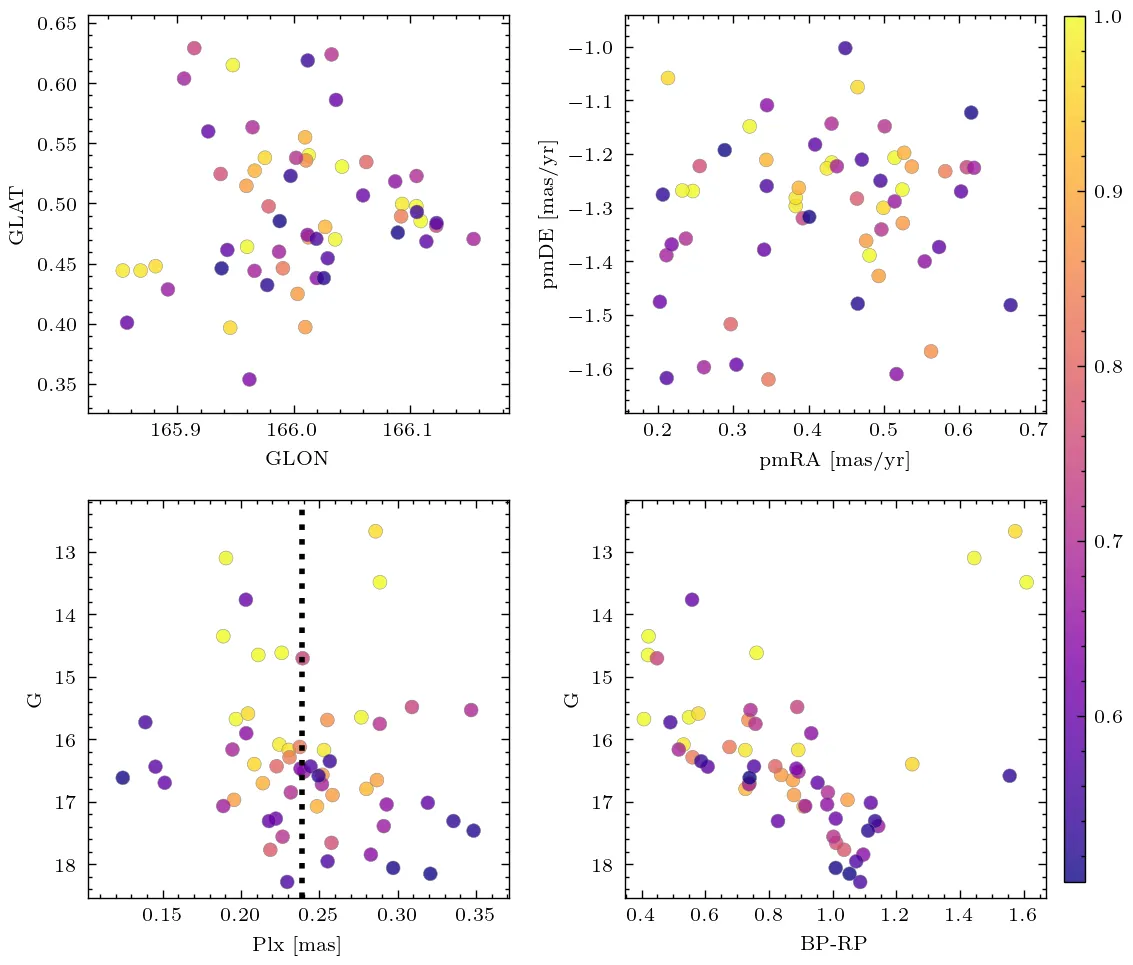 0.65
0.60
0.55
0.50
0.45
0.40
0.35
GLAT
165.9 166.0 166.1
GLON
−1.0
−1.1
−1.2
−1.3
−1.4
−1.5
−1.6
pmDE [mas/yr]
0.2 0.3 0.4 0.5 0.6 0.7
pmRA [mas/yr]
1.0
0.9
0.8
0.7
0.6
13
14
15
16
17
18
G
0.15 0.20 0.25 0.30 0.35
Plx [mas]
13
14
15
16
17
18
G
0.4 0.6 0.8 1.0 1.2 1.4 1.6
BP-RP